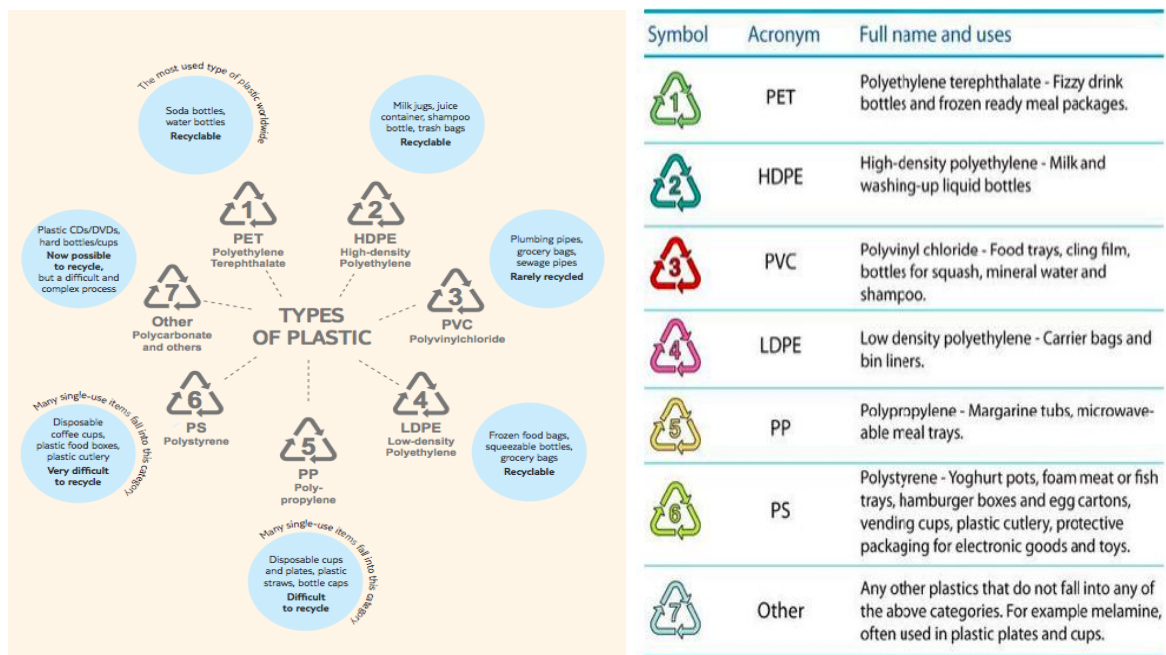 The most used type of plastic worldwide
Soda bottles,
water bottles
Recyclable
Milk jugs, juice
container, shampoo
bottle, trash bags
Recyclable
1
PET
Polyethylene
Terephthalate
2
HDPE
High-density
Polyethylene
Plastic CDs/DVDs,
hard bottles/cups
Now possible
to recycle,
but a difficult and
complex process
Plumbing pipes,
grocery bags,
sewage pipes
Rarely recycled
7
Other
Polycarbonate
and others
TYPES
OF PLASTIC
3
PVC
Polyvinylchloride
6
PS
Polystyrene
4
LDPE
Low-density
Polyethylene
5
PP
Poly-
propylene
Many single-use items fall into this category
Disposable
coffee cups,
plastic food boxes,
plastic cutlery
Very difficult
to recycle
Frozen food bags,
squeezable bottles,
grocery bags
Recyclable
Many single-use items fall into this category
Disposable cups
and plates, plastic
straws, bottle caps
Difficult
to recycle
Symbol Acronym Full name and uses
1 PET Polyethylene terephthalate - Fizzy drink
bottles and frozen ready meal packages.
2 HDPE High-density polyethylene - Milk and
washing-up liquid bottles
3 PVC Polyvinyl chloride - Food trays, cling film,
bottles for squash, mineral water and
shampoo.
4 LDPE Low density polyethylene - Carrier bags and
bin liners.
5 PP Polypropylene - Margarine tubs, microwave-
able meal trays.
6 PS Polystyrene - Yoghurt pots, foam meat or fish
trays, hamburger boxes and egg cartons,
vending cups, plastic cutlery, protective
packaging for electronic goods and toys.
7 Other Any other plastics that do not fall into any of
the above categories. For example melamine,
often used in plastic plates and cups.